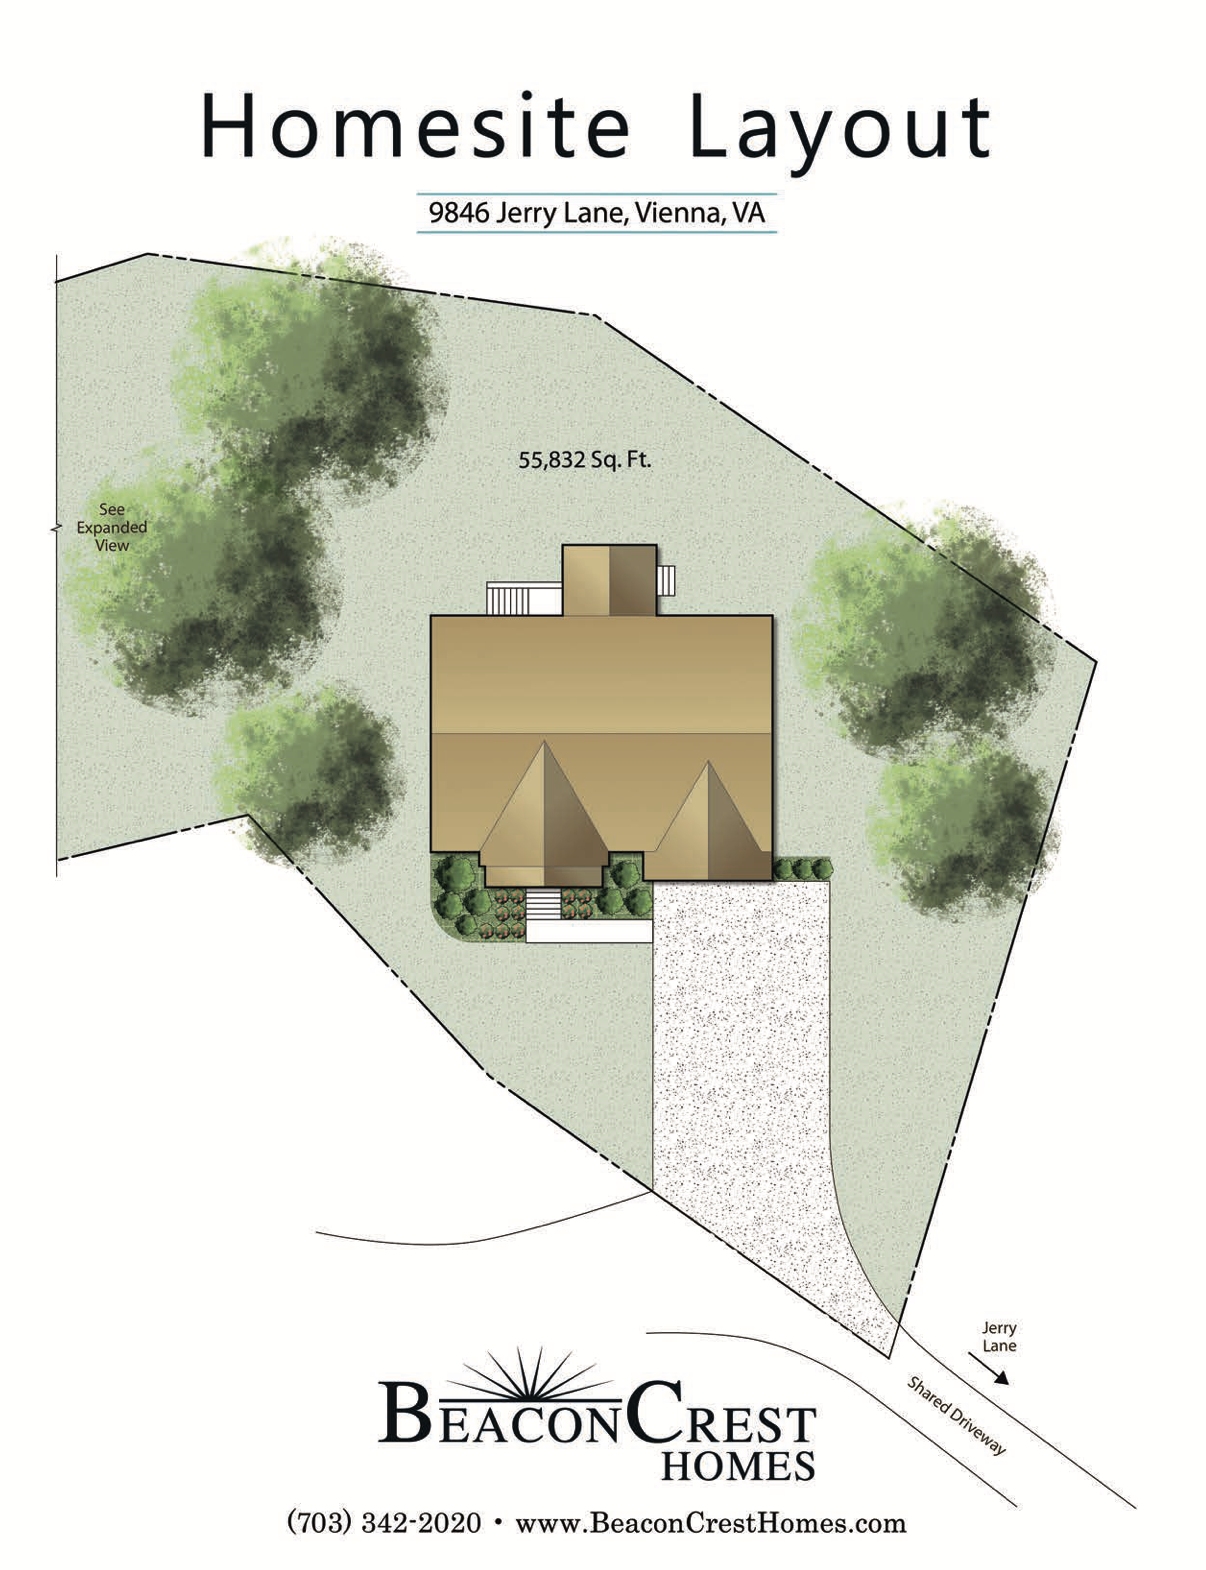 Homesite Layout
9846 Jerry Lane, Vienna, VA
55,832 Sq. Ft.
See
Expanded
View
Jerry
Lane
Shared Driveway
BEACONCREST
HOMES
(703) 342-2020 • www.BeaconCrestHomes.com